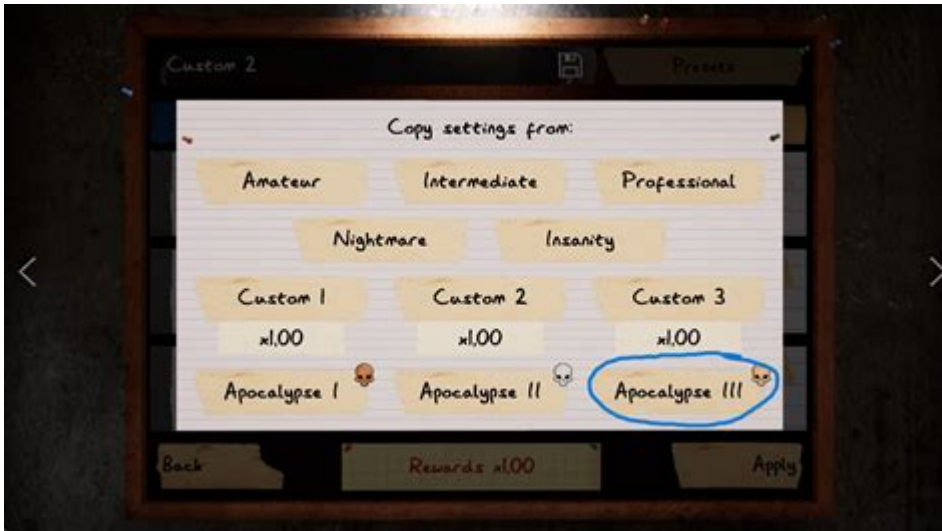 Custom 2 Presets
Copy settings from:
Amateur Intermediate Professional
Nightmare Insanity
Custom 1 Custom 2 Custom 3
x1.00 x1.00 x1.00
Apocalypse I Apocalypse II Apocalypse III
Back Rewards x1.00 Apply